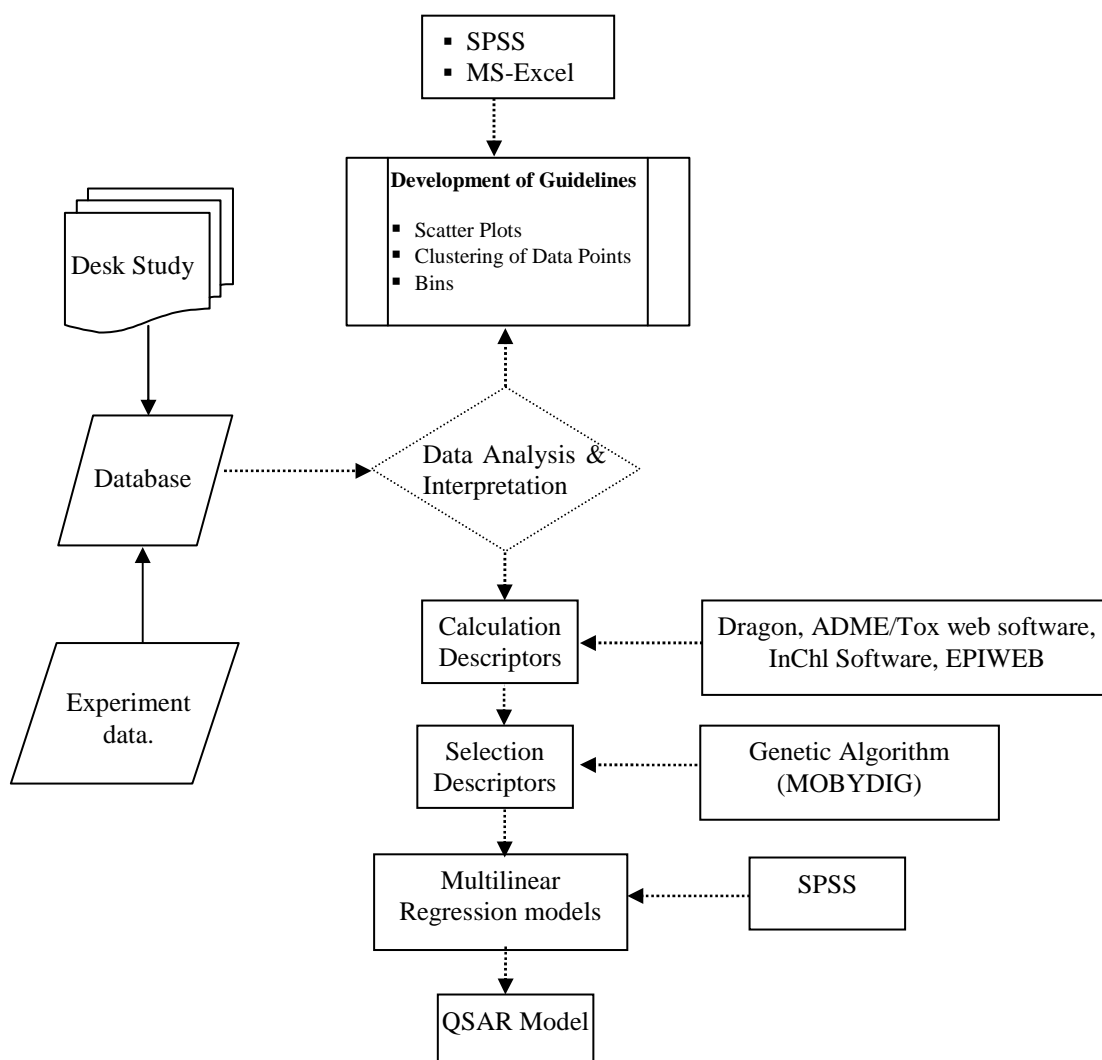 ▪ SPSS
▪ MS-Excel
Development of Guidelines
▪ Scatter Plots
▪ Clustering of Data Points
▪ Bins
Desk Study
Database
Data Analysis &
Interpretation
Experiment
data.
Calculation
Descriptors
Dragon, ADME/Tox web software,
InChl Software, EPIWEB
Selection
Descriptors
Genetic Algorithm
(MOBYDIG)
Multilinear
Regression models
SPSS
QSAR Model